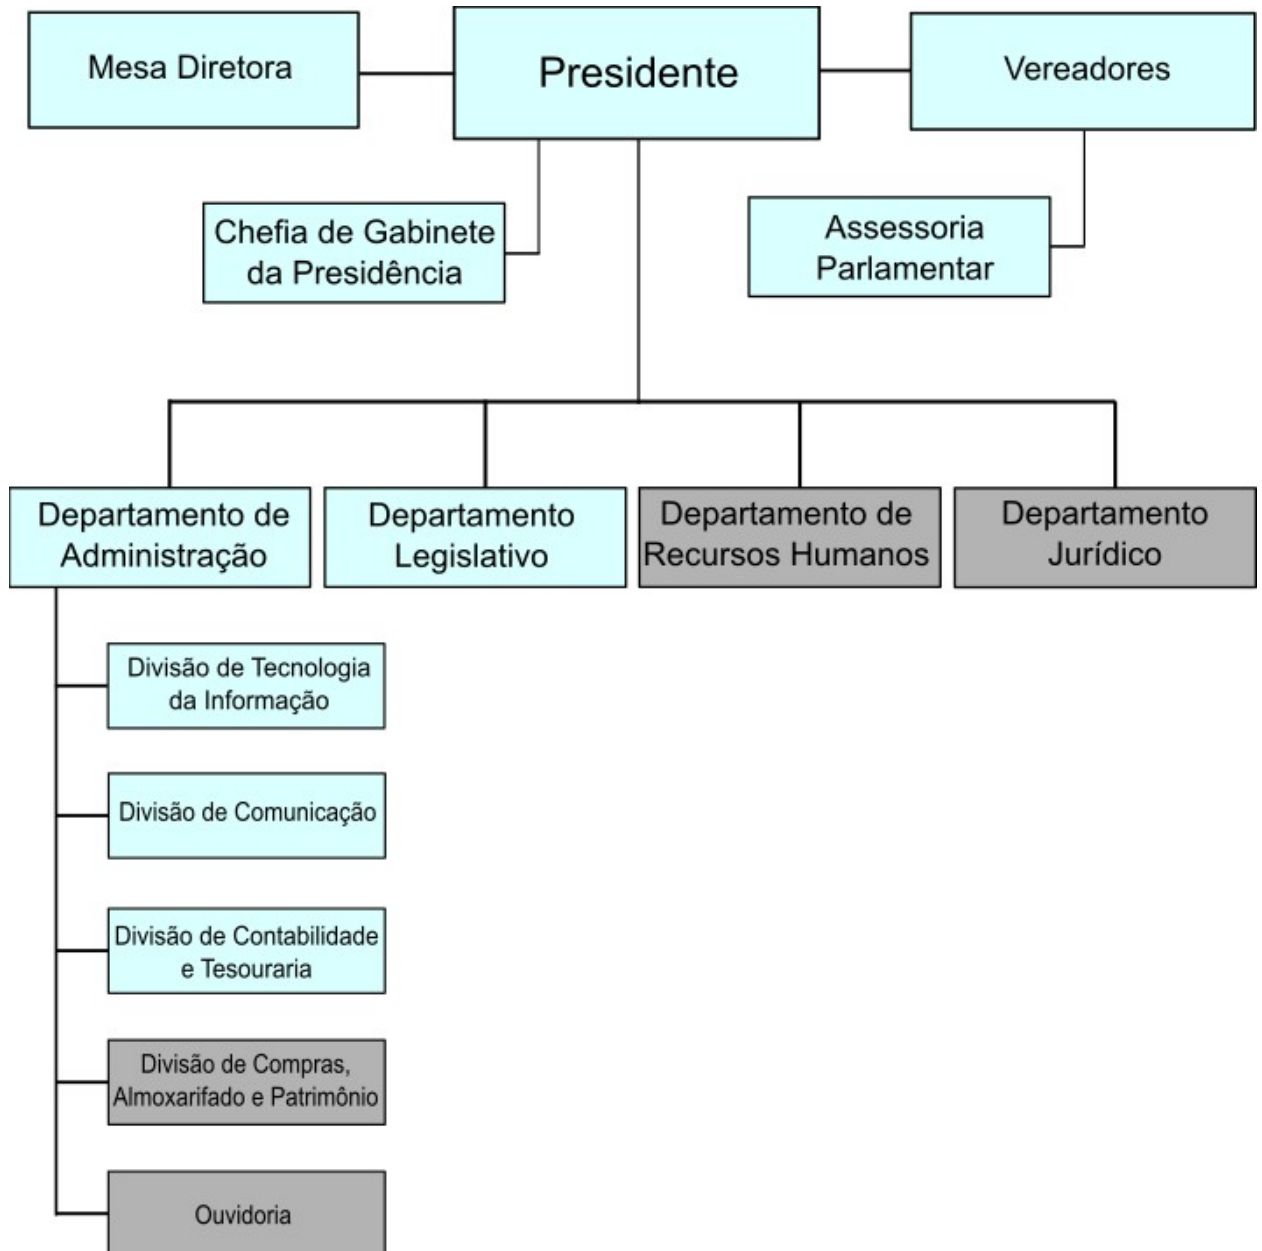 Mesa Diretora
Presidente
Vereadores
Chefia de Gabinete
da Presidência
Assessoria
Parlamentar
Departamento de
Administração
Departamento
Legislativo
Departamento de
Recursos Humanos
Departamento
Jurídico
Divisão de Tecnologia
da Informação
Divisão de Comunicação
Divisão de Contabilidade
e Tesouraria
Divisão de Compras,
Almoxarifado e Patrimônio
Ouvidoria